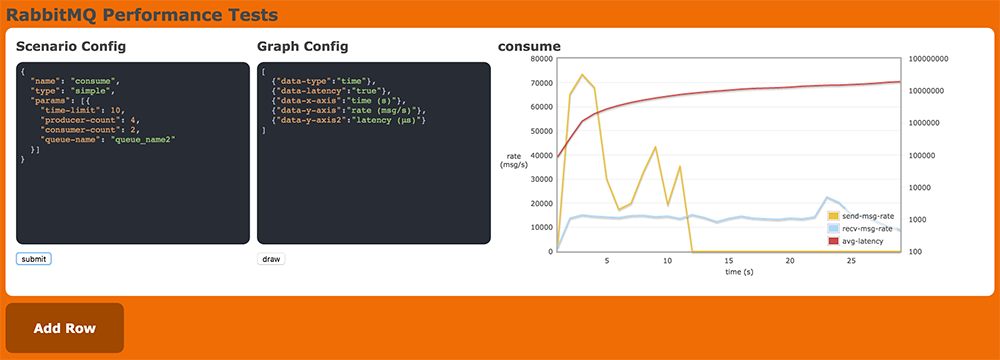 RabbitMQ Performance Tests
Scenario Config
{
"name": "consume",
"type": "simple",
"params": [{
"time-limit": 10,
"producer-count": 4,
"consumer-count": 2,
"queue-name": "queue_name2"
}]
}
submit
Graph Config
[
{"data-type":"time"},
{"data-latency":"true"},
{"data-x-axis":"time (s)"},
{"data-y-axis":"rate (msg/s)"},
{"data-y-axis2":"latency (μs)"}
]
draw
consume
80000
70000
60000
50000
40000
30000
20000
10000
0
rate
(msg/s)
100000000
10000000
1000000
100000
10000
1000
100
send-msg-rate
recv-msg-rate
avg-latency
5
10
15
20
25
time (s)
Add Row